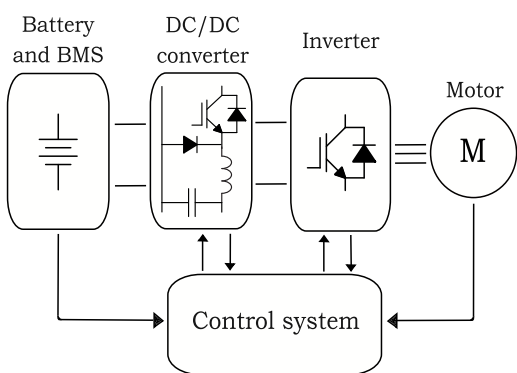 Battery
and BMS
DC/DC
converter
Inverter
Motor
M
Control system